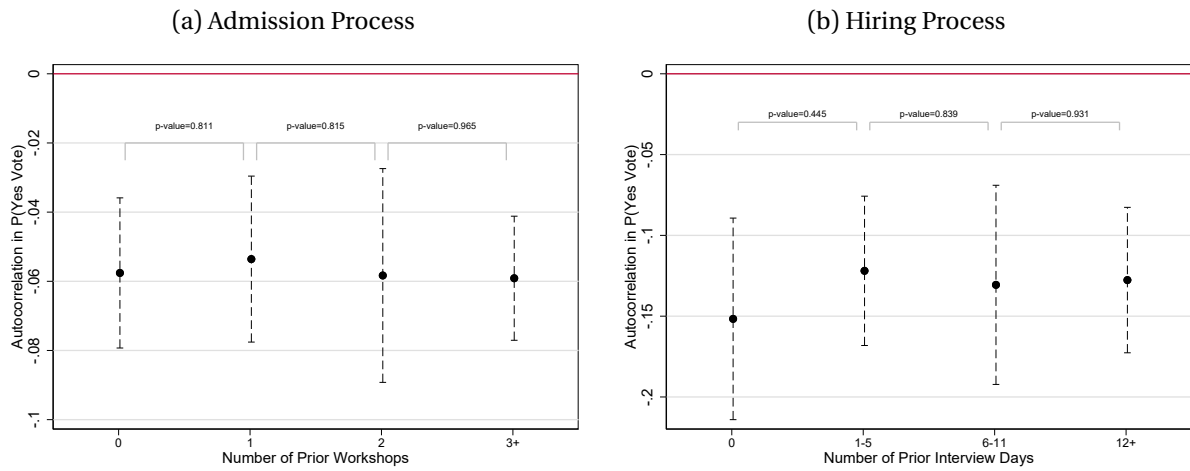 (a) Admission Process
0
-.02
-.04
-.06
-.08
-.1
Autocorrelation in P(Yes Vote)
p-value=0.811
p-value=0.815
p-value=0.965
0
1
2
3+
Number of Prior Workshops
(b) Hiring Process
0
-.05
-.1
-.15
-.2
Autocorrelation in P(Yes Vote)
p-value=0.445
p-value=0.839
p-value=0.931
0
1-5
6-11
12+
Number of Prior Interview Days